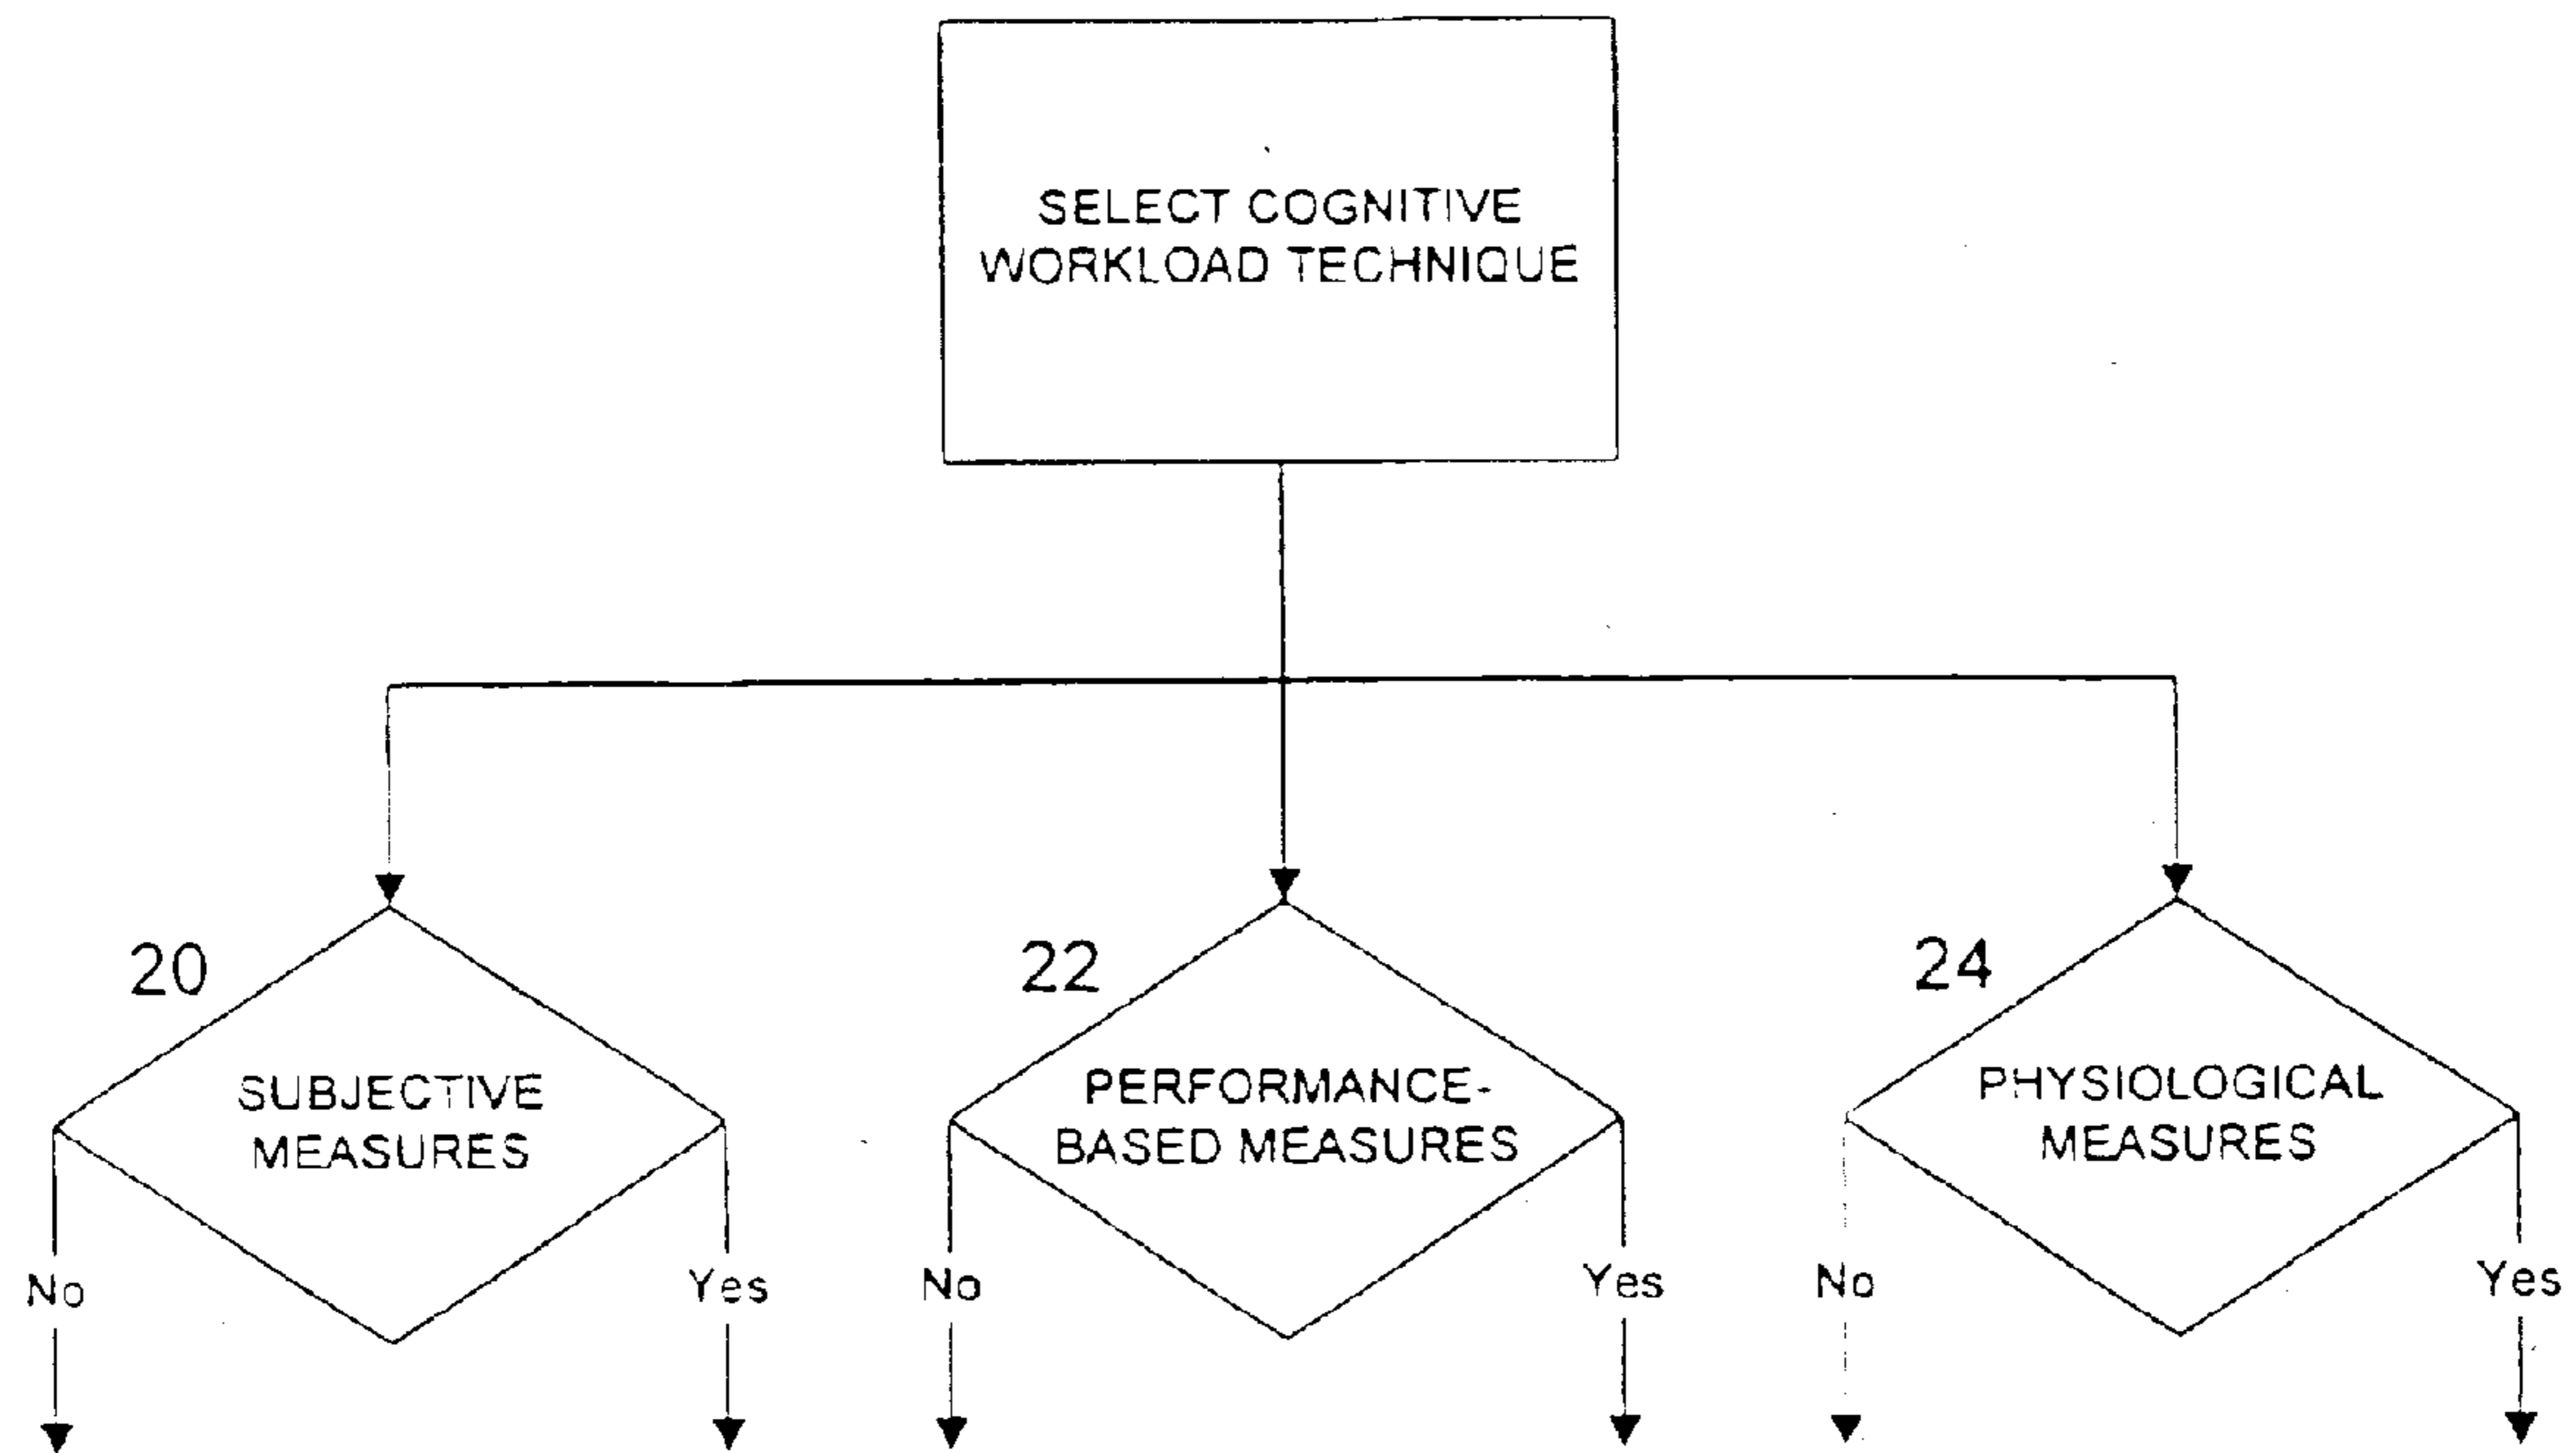 SELECT COGNITIVE
WORKLOAD TECHNIQUE
20
SUBJECTIVE
MEASURES
No
Yes
22
PERFORMANCE-
BASED MEASURES
No
Yes
24
PHYSIOLOGICAL
MEASURES
No
Yes